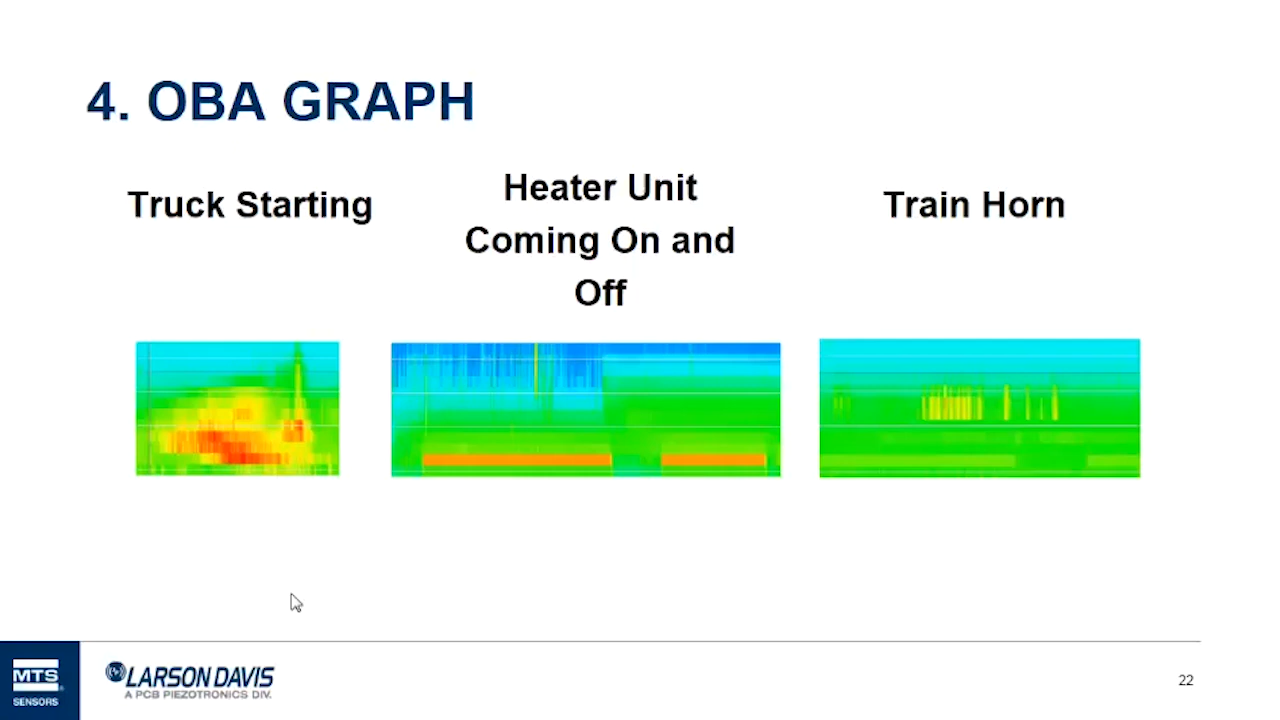 4. OBA GRAPH
Truck Starting
Heater Unit
Coming On and
Off
Train Horn
MTS
SENSORS
LARSON DAVIS
A PCB PIEZOTRONICS DIV.
22